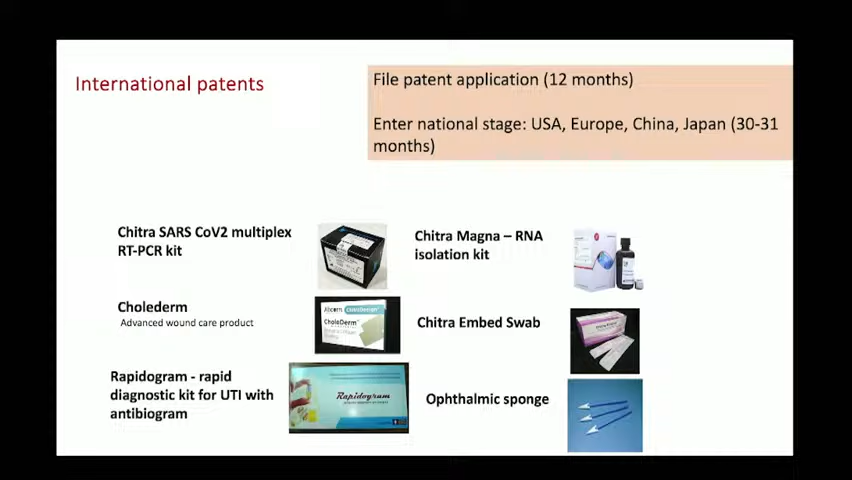 International patents
File patent application (12 months)
Enter national stage: USA, Europe, China, Japan (30-31
months)
Chitra SARS CoV2 multiplex
RT-PCR kit
Chitra Magna – RNA
isolation kit
Cholederm
Advanced wound care product
CholeDerm
Chitra Embed Swab
Rapidogram - rapid
diagnostic kit for UTI with
antibiogram
Rapidogram
Ophthalmic sponge